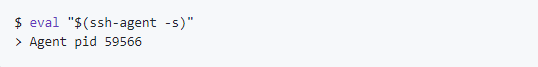 $ eval "$(ssh-agent -s)"
> Agent pid 59566